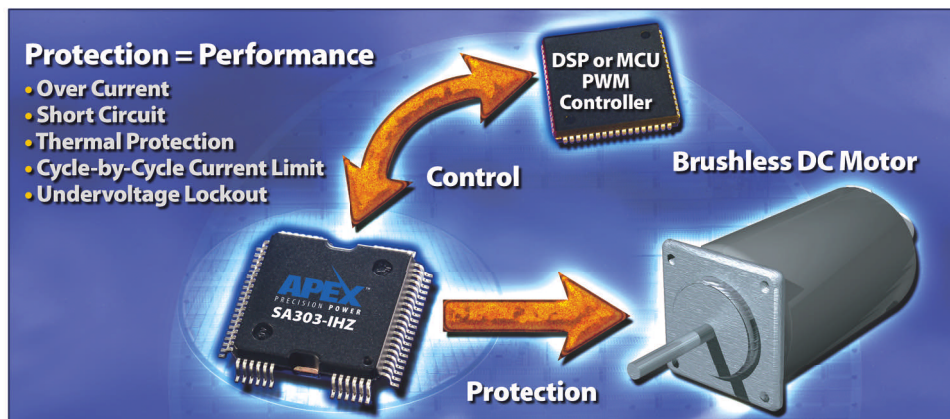 Protection = Performance
• Over Current
• Short Circuit
• Thermal Protection
• Cycle-by-Cycle Current Limit
• Undervoltage Lockout
DSP or MCU
PWM
Controller
Control
Brushless DC Motor
APEX
PRECISION POWER
SA303-IHZ
Protection